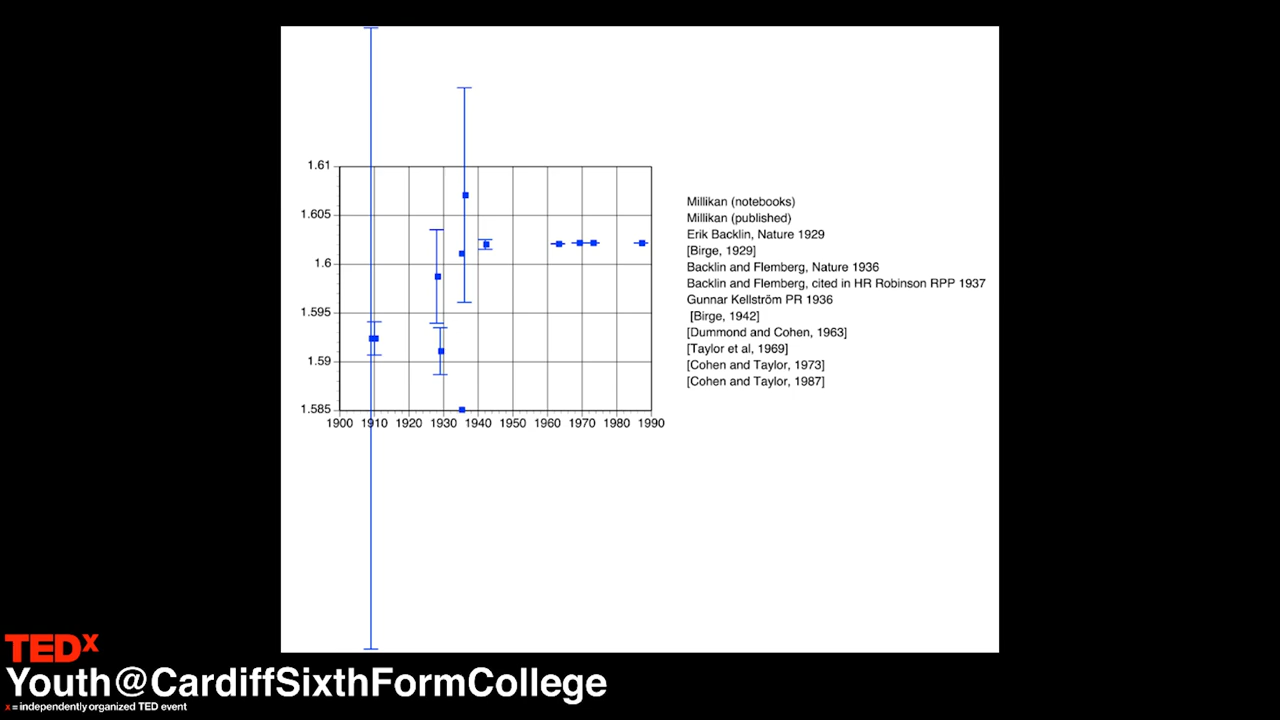 1.61
1.605
1.6
1.595
1.59
1.585
1900 1910 1920 1930 1940 1950 1960 1970 1980 1990
Millikan (notebooks)
Millikan (published)
Erik Backlin, Nature 1929
[Birge, 1929]
Backlin and Flemberg, Nature 1936
Backlin and Flemberg, cited in HR Robinson RPP 1937
Gunnar Kellström PR 1936
[Birge, 1942]
[Dummond and Cohen, 1963]
[Taylor et al, 1969]
[Cohen and Taylor, 1973]
[Cohen and Taylor, 1987]
TEDx
Youth@CardiffSixthFormCollege
x = independently organized TED event